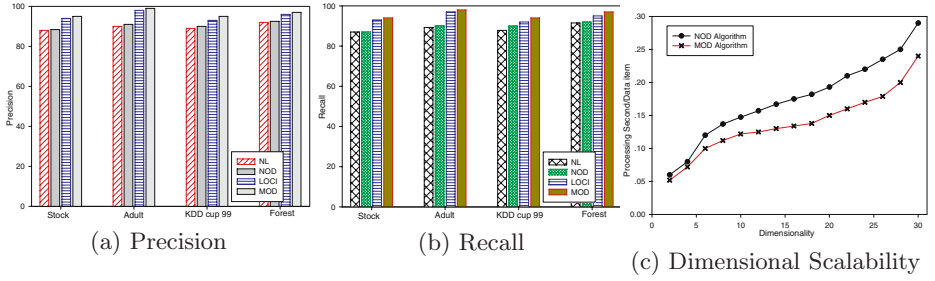 100
80
60
40
20
0
Precision
NL
NOD
LOCI
MOD
Stock
Adult
KDD cup 99
Forest
(a) Precision
100
80
60
40
20
0
Recall
NL
NOD
LOCI
MOD
Stock
Adult
KDD cup 99
Forest
(b) Recall
.30
.25
.20
.15
.10
.05
0.00
Processing Second/Data item
NOD Algorithm
MOD Algorithm
0
5
10
15
20
25
30
Dimensionality
(c) Dimensional Scalability